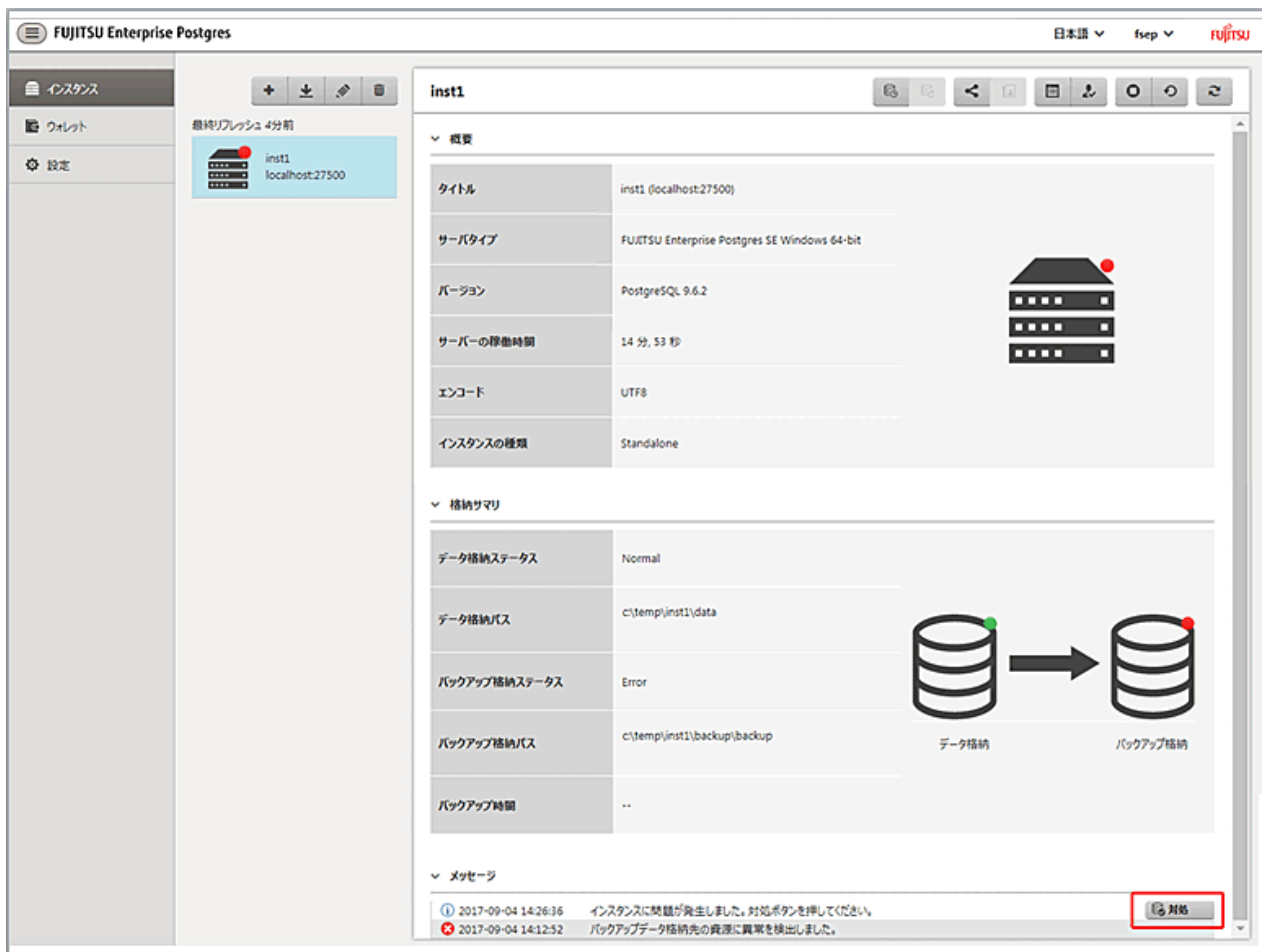 FUJITSU Enterprise Postgres
日本語
fsep
FUJITSU
インスタンス
ウォレット
設定
最終リフレッシュ 4分前
inst1
localhost:27500
inst1
概要
タイトル
inst1 (localhost:27500)
サーバタイプ
FUJITSU Enterprise Postgres SE Windows 64-bit
バージョン
PostgreSQL 9.6.2
サーバーの稼働時間
14 分, 53 秒
エンコード
UTF8
インスタンスの種類
Standalone
格納サマリ
データ格納ステータス
Normal
データ格納パス
c:\temp\inst1\data
バックアップ格納ステータス
Error
バックアップ格納パス
c:\temp\inst1\backup\backup
バックアップ時間
--
データ格納
バックアップ格納
メッセージ
2017-09-04 14:26:36 インスタンスに問題が発生しました。対処ボタンを押してください。
対処
2017-09-04 14:12:52 バックアップデータ格納先の資源に異常を検出しました。